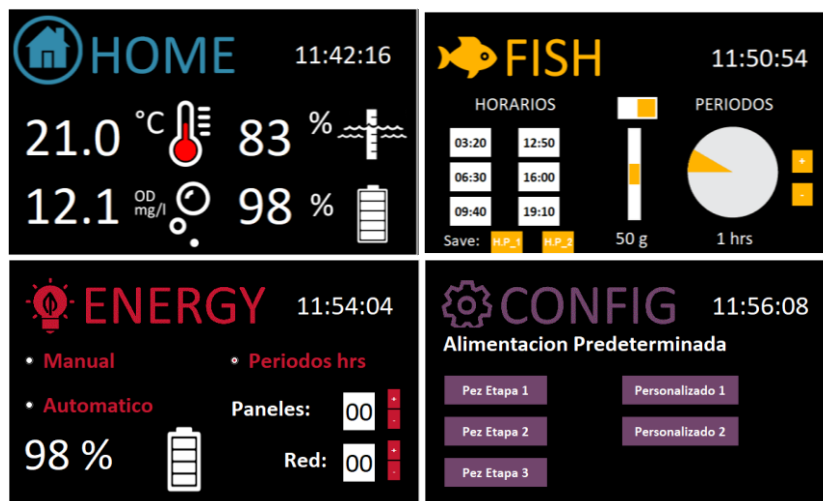 HOME 11:42:16
21.0 °C 83 %
12.1 OD mg/l 98 %
FISH 11:50:54
HORARIOS PERIODOS
03:20 12:50
06:30 16:00
09:40 19:10
+
-
Save: H.P_1 H.P_2 50 g 1 hrs
ENERGY 11:54:04
Manual Periodos hrs
Automatico Paneles: 00 + -
98 % Red: 00 + -
CONFIG 11:56:08
Alimentacion Predeterminada
Pez Etapa 1 Personalizado 1
Pez Etapa 2 Personalizado 2
Pez Etapa 3